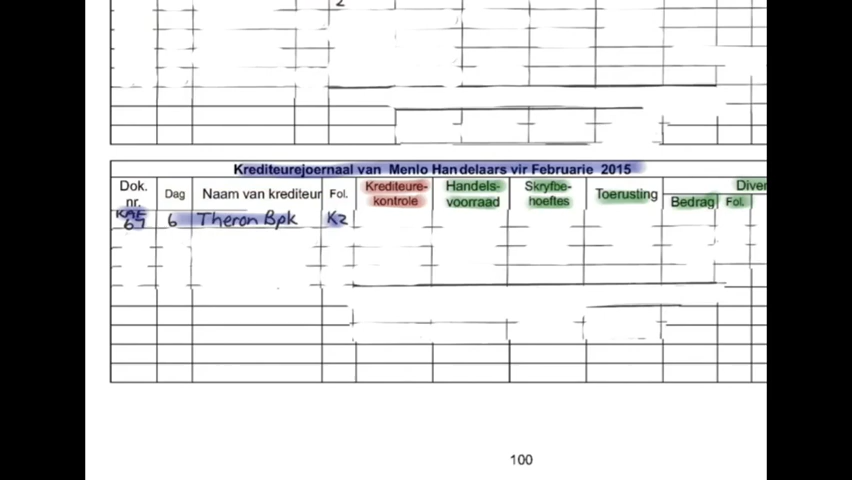 2
Krediteurejoernaal van Menlo Handelaars vir Februarie 2015
Dok. nr. Dag Naam van krediteur Fol. Krediteure-kontrole Handels-voorraad Skryfbe-hoeftes Toerusting Diver
Bedrag Fol.
67 6 Theron Bpk K2
100